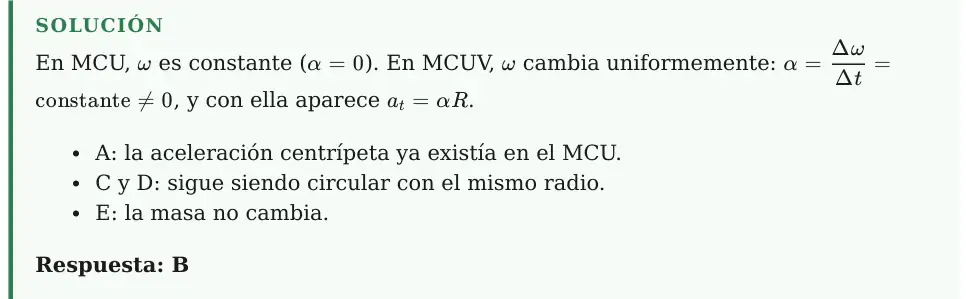 SOLUCIÓN
En MCU, ω es constante (α = 0). En MCUV, ω cambia uniformemente: α = Δω/Δt =
constante ≠ 0, y con ella aparece aₜ = αR.
• A: la aceleración centrípeta ya existía en el MCU.
• C y D: sigue siendo circular con el mismo radio.
• E: la masa no cambia.
Respuesta: B